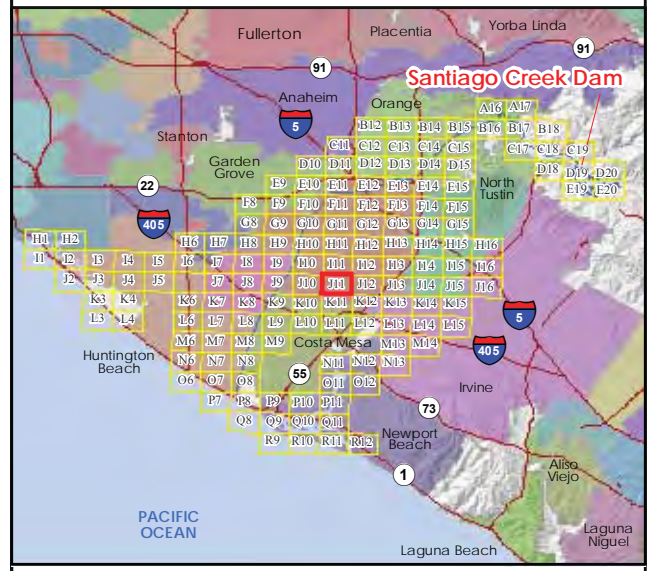 Fullerton
Placentia
Yorba Linda
91
91
Santiago Creek Dam
Anaheim
Orange
A16 A17
5
B12 B13 B14 B15 B16 B17 B18
Stanton
C11 C12 C13 C14 C15 C17 C18 C19
Garden
Grove
D10 D11 D12 D13 D14 D15 D18 D19 D20
North
Tustin
E9 E10 E11 E12 E13 E14 E15 E19 E20
22
F8 F9 F10 F11 F12 F13 F14 F15
405
G8 G9 G10 G11 G12 G13 G14 G15
H1 H2 H6 H7 H8 H9 H10 H11 H12 H13 H14 H15 H16
I1 I2 I3 I4 I5 I6 I7 I8 I9 I10 I11 I12 I13 I14 I15 I16
J2 J3 J4 J5 J7 J8 J9 J10 J11 J12 J13 J14 J15 J16
K3 K4 K6 K7 K8 K9 K10 K11 K12 K13 K14 K15
5
L3 L4 L6 L7 L8 L9 L10 L11 L12 L13 L14 L15
M6 M7 M8 M9 Costa Mesa M13 M14
405
Huntington
Beach
N6 N7 N8 N11 N12 N13
55
O6 O7 O8 O11 O12
Irvine
P7 P8 P9 P10 P11
73
Q8 Q9 Q10 Q11
Newport
Beach
R9 R10 R11 R12
1
Aliso
Viejo
PACIFIC
OCEAN
Laguna
Niguel
Laguna Beach